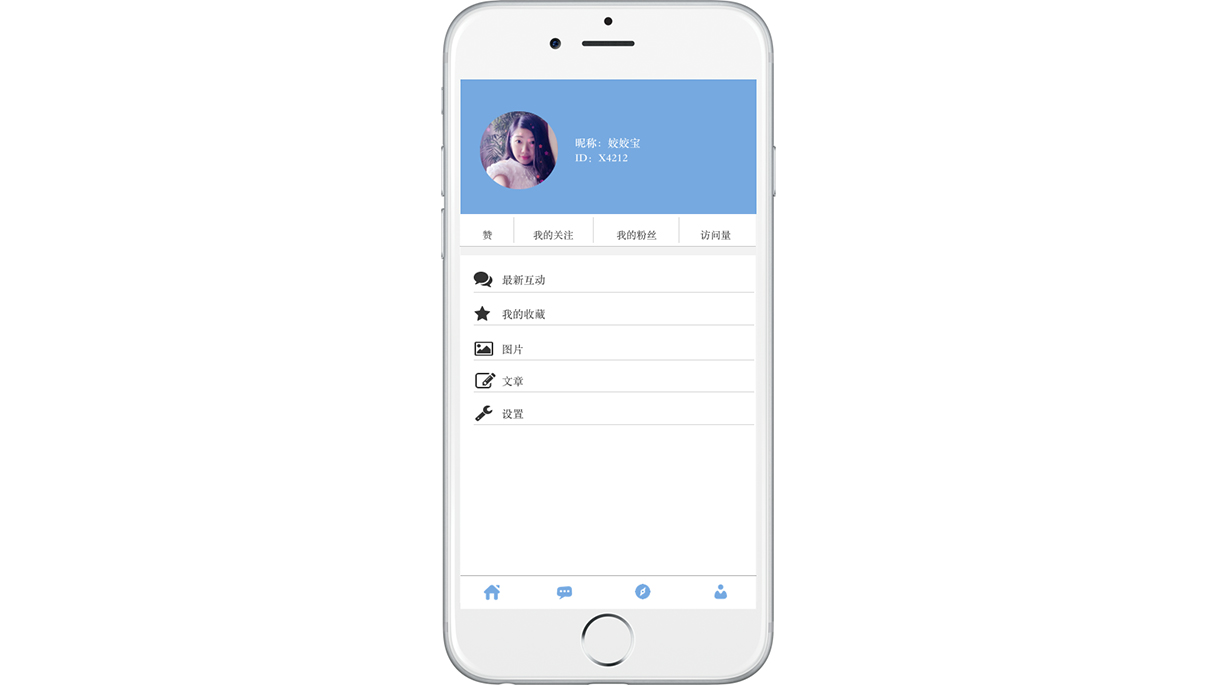 昵称：姣姣宝
ID：X4212
赞 我的关注 我的粉丝 访问量
最新互动
我的收藏
图片
文章
设置